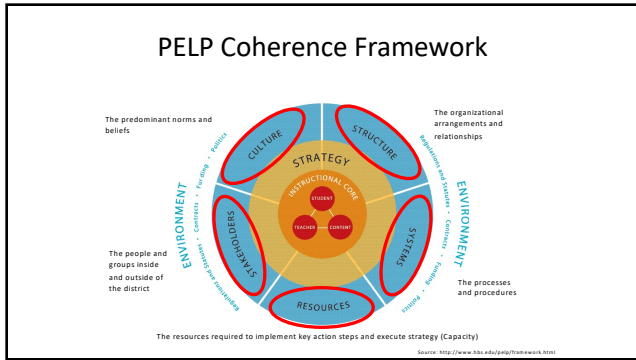 PELP Coherence Framework
The predominant norms and
beliefs
The organizational
arrangements and
relationships
CULTURE
STRUCTURE
STRATEGY
INSTRUCTIONAL CORE
STUDENT
TEACHER
CONTENT
STAKEHOLDERS
SYSTEMS
RESOURCES
ENVIRONMENT
Regulations and Statutes • Contracts • Funding • Politics
ENVIRONMENT
Regulations and Statutes • Contracts • Funding • Politics
The people and
groups inside
and outside of
the district
The processes
and procedures
The resources required to implement key action steps and execute strategy (Capacity)
Source: http://www.hbs.edu/pelp/framework.html